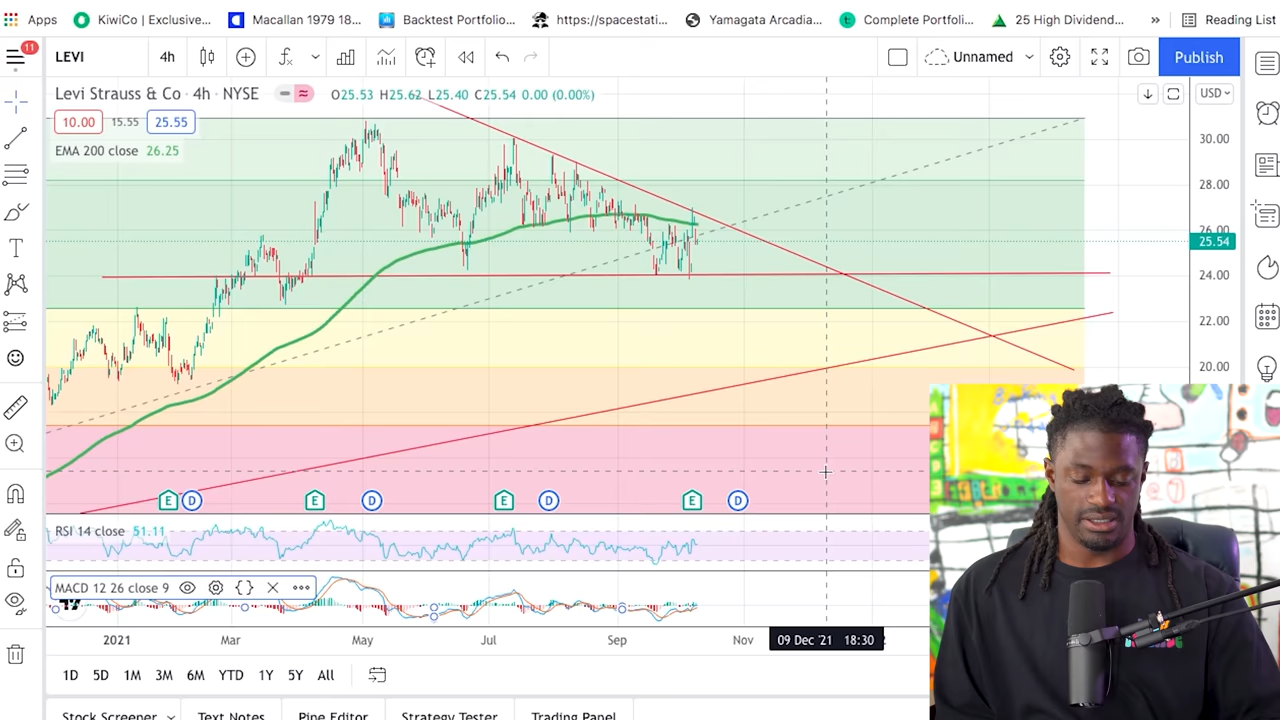 Apps KiwiCo | Exclusive... Macallan 1979 18... Backtest Portfolio... https://spacestati... Yamagata Arcadia... Complete Portfolio... 25 High Dividend... » Reading List
11
LEVI 4h Unnamed Publish
Levi Strauss & Co · 4h · NYSE O25.53 H25.62 L25.40 C25.54 0.00 (0.00%) USD
10.00 15.55 25.55
EMA 200 close 26.25
30.00
28.00
26.00
25.54
24.00
22.00
20.00
E D E D E D E D
RSI 14 close 51.11
MACD 12 26 close 9
2021 Mar May Jul Sep Nov 09 Dec '21 18:30
1D 5D 1M 3M 6M YTD 1Y 5Y All
Stock Screener Text Notes Pine Editor Strategy Tester Trading Panel